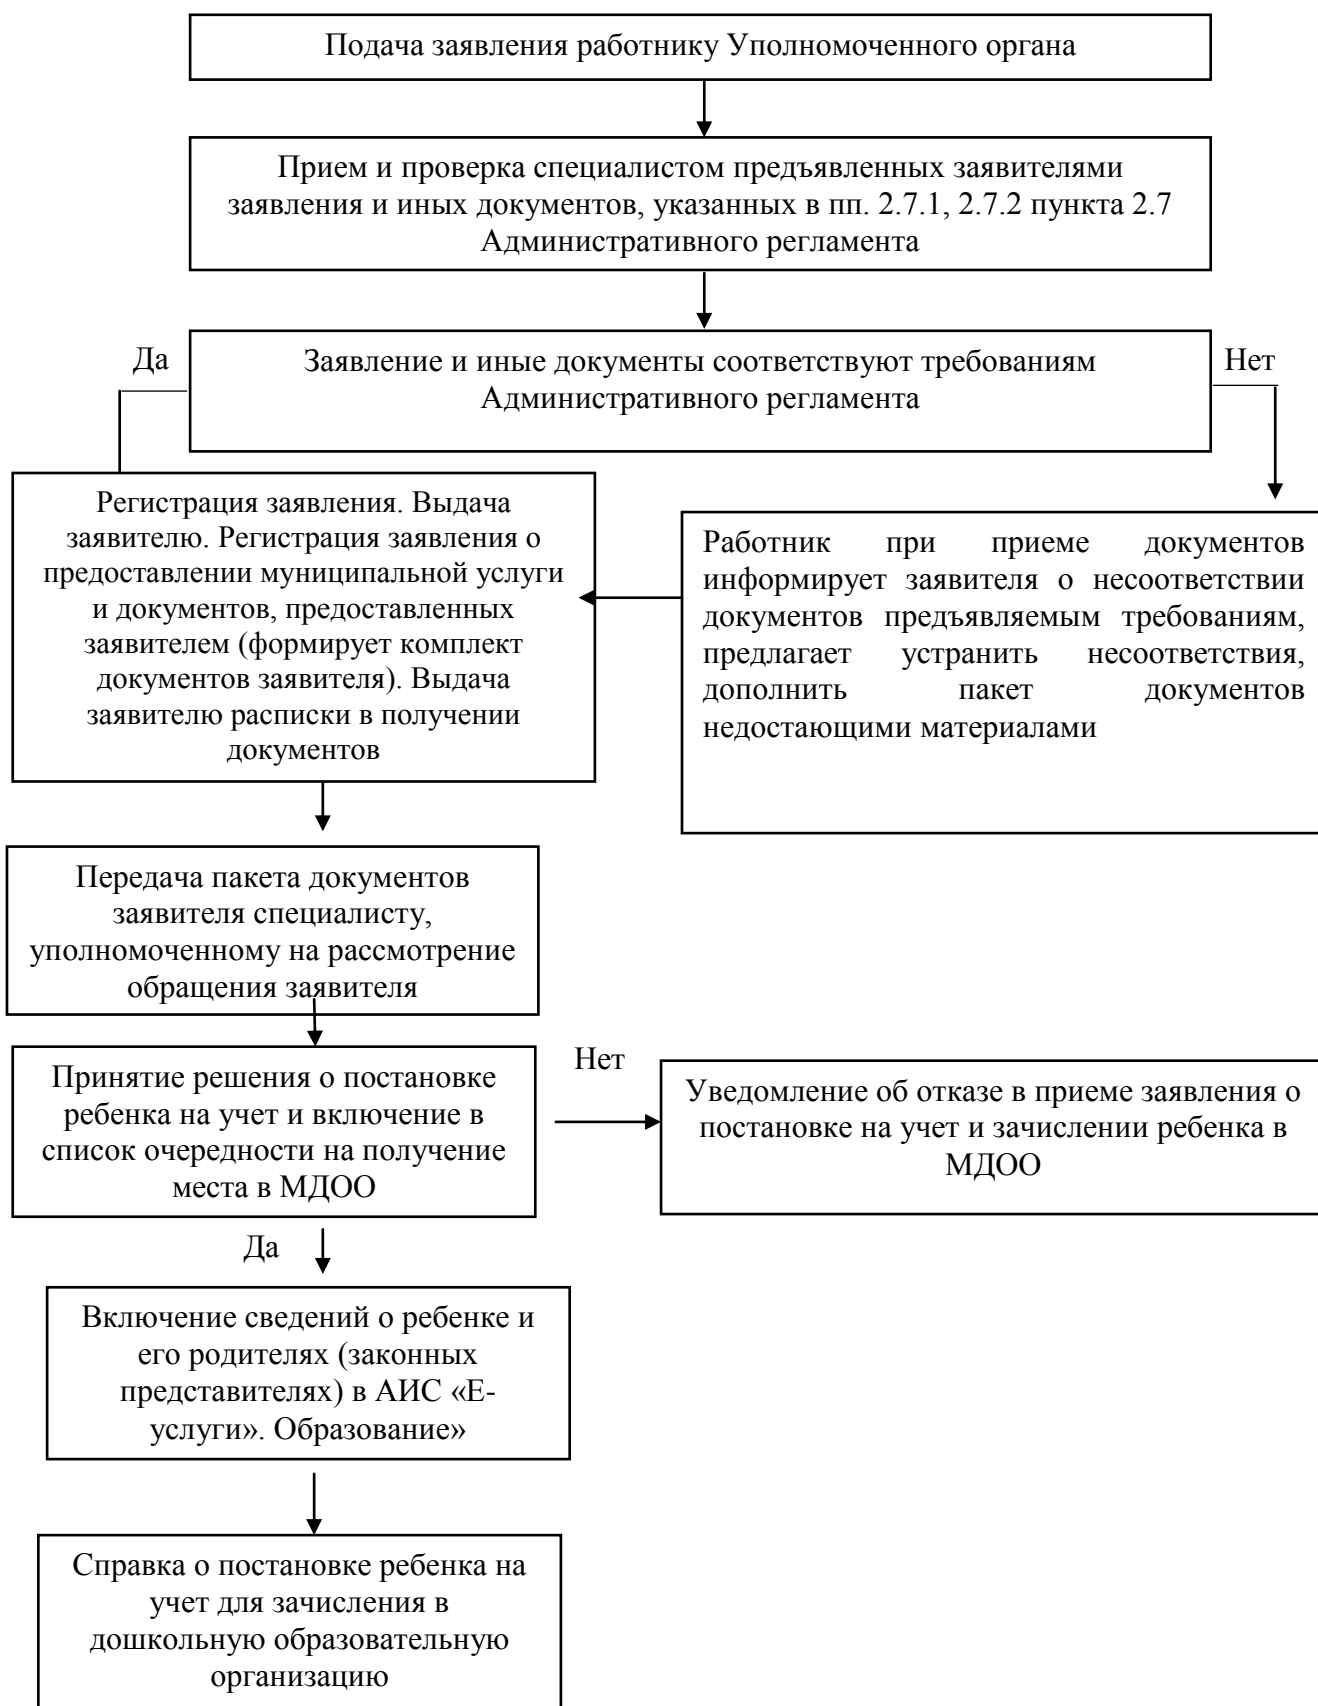 Подача заявления работнику Уполномоченного органа
Прием и проверка специалистом предъявленных заявителями
заявления и иных документов, указанных в пп. 2.7.1, 2.7.2 пункта 2.7
Административного регламента
Да
Заявление и иные документы соответствуют требованиям
Административного регламента
Нет
Регистрация заявления. Выдача
заявителю. Регистрация заявления о
предоставлении муниципальной услуги
и документов, предоставленных
заявителем (формирует комплект
документов заявителя). Выдача
заявителю расписки в получении
документов
Работник при приеме документов
информирует заявителя о несоответствии
документов предъявляемым требованиям,
предлагает устранить несоответствия,
дополнить пакет документов
недостающими материалами
Передача пакета документов
заявителя специалисту,
уполномоченному на рассмотрение
обращения заявителя
Принятие решения о постановке
ребенка на учет и включение в
список очередности на получение
места в МДОО
Нет
Уведомление об отказе в приеме заявления о
постановке на учет и зачислении ребенка в
МДОО
Да
Включение сведений о ребенке и
его родителях (законных
представителях) в АИС «Е-
услуги». Образование»
Справка о постановке ребенка на
учет для зачисления в
дошкольную образовательную
организацию